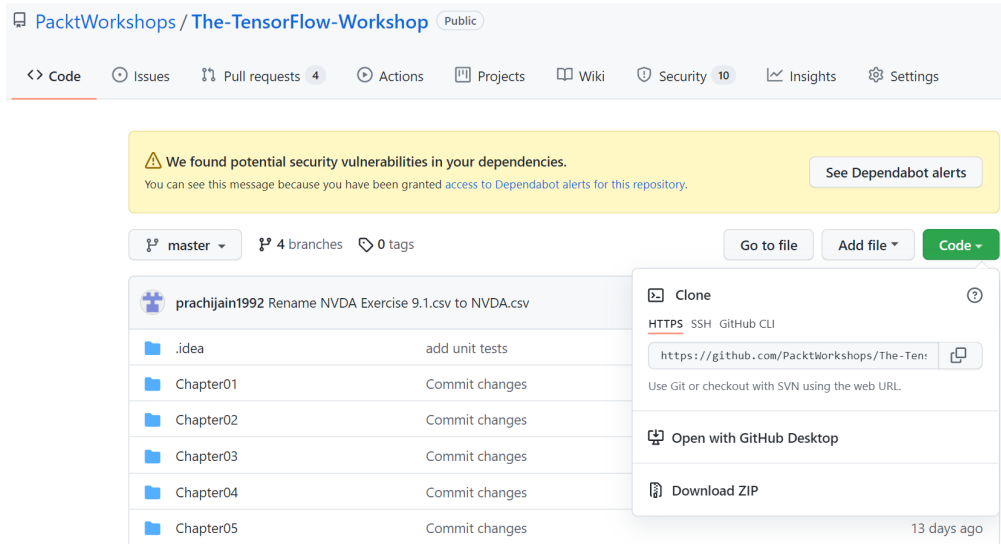 PacktWorkshops / The-TensorFlow-Workshop Public
Code Issues Pull requests 4 Actions Projects Wiki Security 10 Insights Settings
We found potential security vulnerabilities in your dependencies.
You can see this message because you have been granted access to Dependabot alerts for this repository.
See Dependabot alerts
master 4 branches 0 tags Go to file Add file Code
prachijain1992 Rename NVDA Exercise 9.1.csv to NVDA.csv
.idea add unit tests
Chapter01 Commit changes
Chapter02 Commit changes
Chapter03 Commit changes
Chapter04 Commit changes
Chapter05 Commit changes 13 days ago
Clone
HTTPS SSH GitHub CLI
https://github.com/PacktWorkshops/The-Ten
Use Git or checkout with SVN using the web URL.
Open with GitHub Desktop
Download ZIP